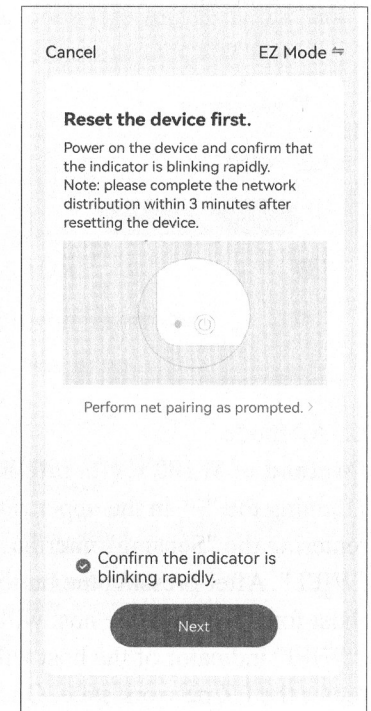 Cancel
EZ Mode ⇋
Reset the device first.
Power on the device and confirm that
the indicator is blinking rapidly.
Note: please complete the network
distribution within 3 minutes after
resetting the device.
Perform net pairing as prompted. >
Confirm the indicator is
blinking rapidly.
Next